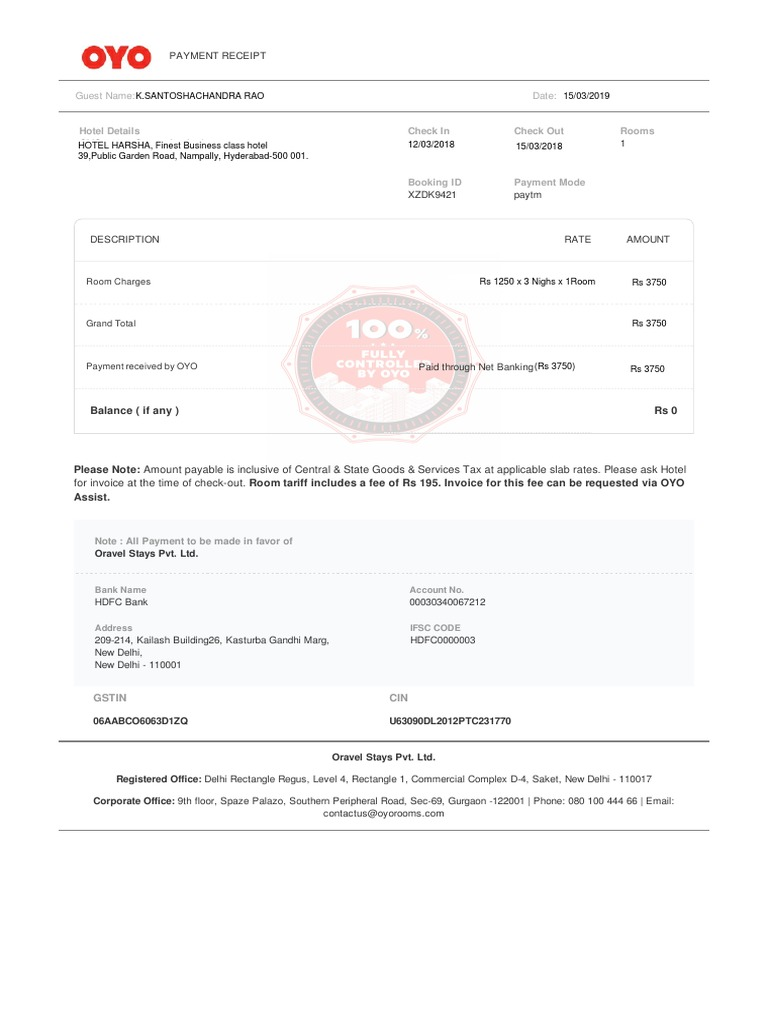 OYO PAYMENT RECEIPT
Guest Name:K.SANTOSHACHANDRA RAO Date: 15/03/2019
Hotel Details Check In Check Out Rooms
HOTEL HARSHA, Finest Business class hotel 12/03/2018 15/03/2018 1
39,Public Garden Road, Nampally, Hyderabad-500 001.
Booking ID Payment Mode
XZDK9421 paytm
DESCRIPTION RATE AMOUNT
Room Charges Rs 1250 x 3 Nighs x 1Room Rs 3750
Grand Total Rs 3750
100%
FULLY
CONTROLLED
BY OYO
Payment received by OYO Paid through Net Banking(Rs 3750) Rs 3750
Balance ( if any ) Rs 0
Please Note: Amount payable is inclusive of Central & State Goods & Services Tax at applicable slab rates. Please ask Hotel
for invoice at the time of check-out. Room tariff includes a fee of Rs 195. Invoice for this fee can be requested via OYO
Assist.
Note : All Payment to be made in favor of
Oravel Stays Pvt. Ltd.
Bank Name Account No.
HDFC Bank 00030340067212
Address IFSC CODE
209-214, Kailash Building26, Kasturba Gandhi Marg, HDFC0000003
New Delhi,
New Delhi - 110001
GSTIN CIN
06AABCO6063D1ZQ U63090DL2012PTC231770
Oravel Stays Pvt. Ltd.
Registered Office: Delhi Rectangle Regus, Level 4, Rectangle 1, Commercial Complex D-4, Saket, New Delhi - 110017
Corporate Office: 9th floor, Spaze Palazo, Southern Peripheral Road, Sec-69, Gurgaon -122001 | Phone: 080 100 444 66 | Email:
contactus@oyorooms.com